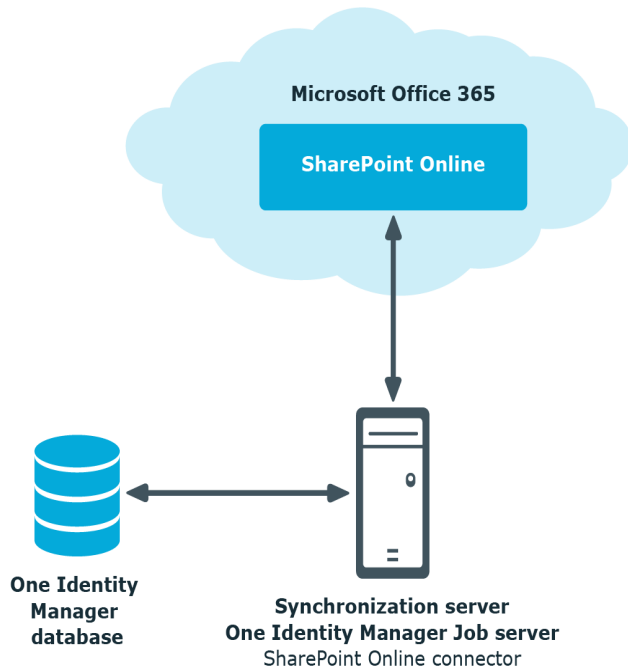 Microsoft Office 365
SharePoint Online
One Identity
Manager
database
Synchronization server
One Identity Manager Job server
SharePoint Online connector